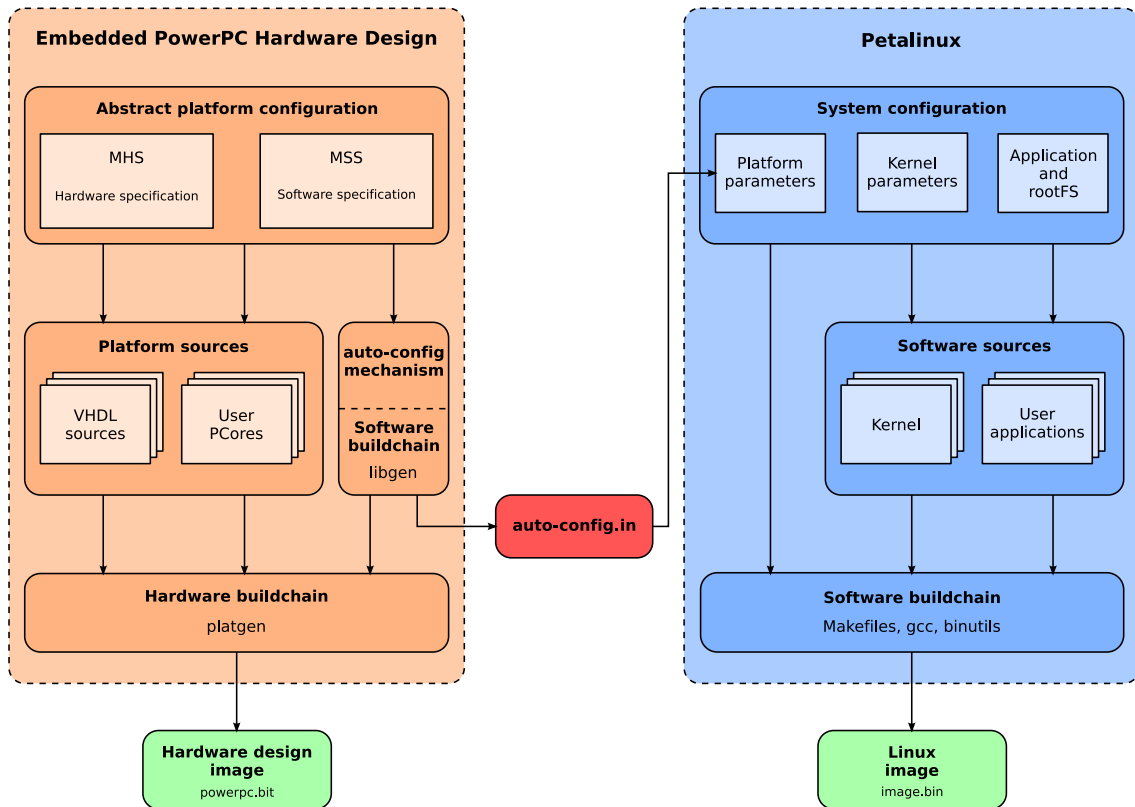 Embedded PowerPC Hardware Design
Abstract platform configuration
MHS
Hardware specification
MSS
Software specification
Platform sources
VHDL
sources
User
PCores
auto-config
mechanism
Software
buildchain
libgen
Hardware buildchain
platgen
Hardware design
image
powerpc.bit
auto-config.in
Petalinux
System configuration
Platform
parameters
Kernel
parameters
Application
and
rootFS
Software sources
Kernel
User
applications
Software buildchain
Makefiles, gcc, binutils
Linux
image
image.bin